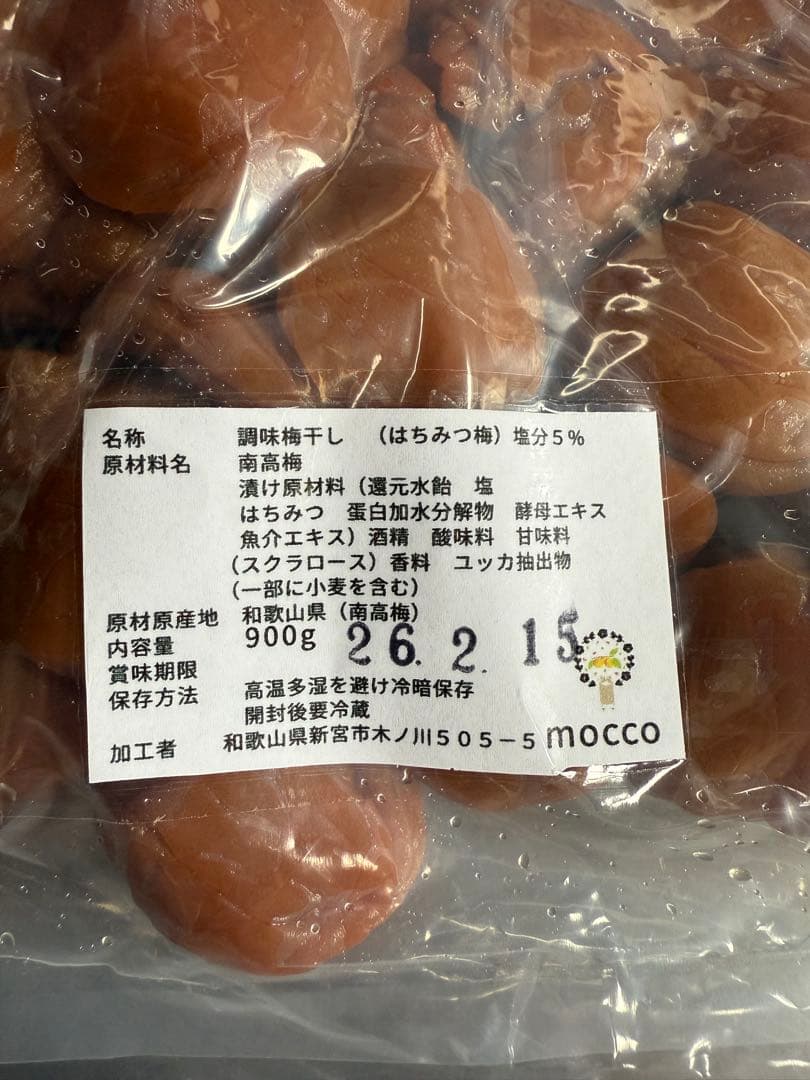 名称 調味梅干し (はちみつ梅) 塩分5%
原材料名 南高梅
漬け原材料(還元水飴 塩
はちみつ 蛋白加水分解物 酵母エキス
魚介エキス)酒精 酸味料 甘味料
(スクラロース)香料 ユッカ抽出物
(一部に小麦を含む)
原材原産地 和歌山県(南高梅)
内容量 900g
賞味期限 26.2.15
保存方法 高温多湿を避け冷暗保存
開封後要冷蔵
加工者 和歌山県新宮市木ノ川505-5 mocco